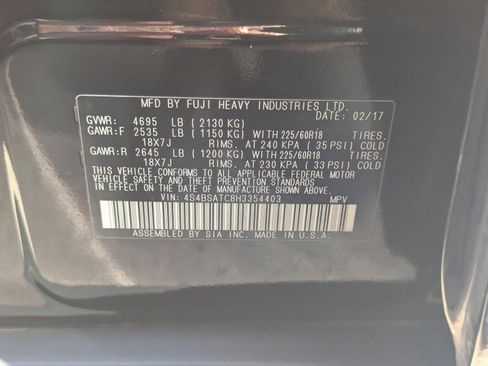 MFD BY FUJI HEAVY INDUSTRIES LTD.
DATE: 02/17
GVWR: 4695 LB (2130 KG)
GAWR:F 2535 LB (1150 KG) WITH 225/60R18 TIRES.
18X7J RIMS. AT 240 KPA (35 PSI) COLD
GAWR:R 2645 LB (1200 KG) WITH 225/60R18 TIRES.
18X7J RIMS. AT 230 KPA (33 PSI) COLD
THIS VEHICLE CONFORMS TO ALL APPLICABLE FEDERAL MOTOR
VEHICLE SAFETY AND THEFT PREVENTION STANDARDS
IN EFFECT ON THE DATE OF MANUFACTURE SHOWN ABOVE.
VIN: 4S4BSATC8H3354403 MPV
ASSEMBLED BY SIA INC. MADE IN U.S.A.